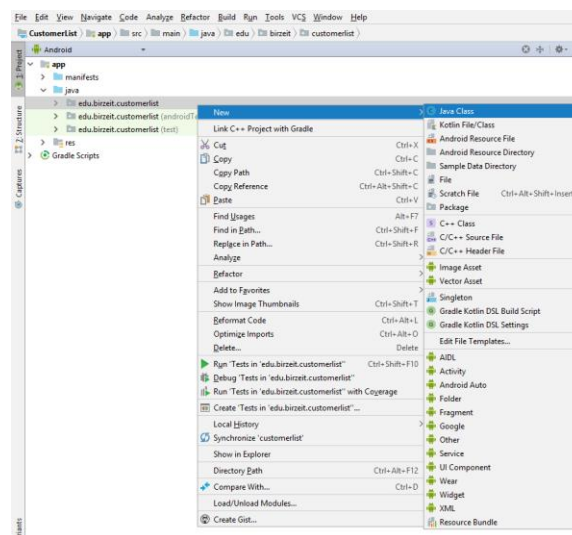 File Edit View Navigate Code Analyze Refactor Build Run Tools VCS Window Help
CustomerList app src main java edu birzeit customerlist
Android
1: Project
app
manifests
java
edu.birzeit.customerlist
edu.birzeit.customerlist (androidT
edu.birzeit.customerlist (test)
res
Gradle Scripts
Z: Structure
Captures
New
Link C++ Project with Gradle
Cut Ctrl+X
Copy Ctrl+C
Copy Path Ctrl+Shift+C
Copy Reference Ctrl+Alt+Shift+C
Paste Ctrl+V
Find Usages Alt+F7
Find in Path... Ctrl+Shift+F
Replace in Path... Ctrl+Shift+R
Analyze
Refactor
Add to Favorites
Show Image Thumbnails Ctrl+Shift+T
Reformat Code Ctrl+Alt+L
Optimize Imports Ctrl+Alt+O
Delete... Delete
Run 'Tests in 'edu.birzeit.customerlist'' Ctrl+Shift+F10
Debug 'Tests in 'edu.birzeit.customerlist''
Run 'Tests in 'edu.birzeit.customerlist'' with Coverage
Create 'Tests in 'edu.birzeit.customerlist''...
Local History
Synchronize 'customerlist'
Show in Explorer
Directory Path Ctrl+Alt+F12
Compare With... Ctrl+D
Load/Unload Modules...
Create Gist...
Java Class
Kotlin File/Class
Android Resource File
Android Resource Directory
Sample Data Directory
File
Scratch File Ctrl+Alt+Shift+Insert
Package
C++ Class
C/C++ Source File
C/C++ Header File
Image Asset
Vector Asset
Singleton
Gradle Kotlin DSL Build Script
Gradle Kotlin DSL Settings
Edit File Templates...
AIDL
Activity
Android Auto
Folder
Fragment
Google
Other
Service
UI Component
Wear
Widget
XML
Resource Bundle